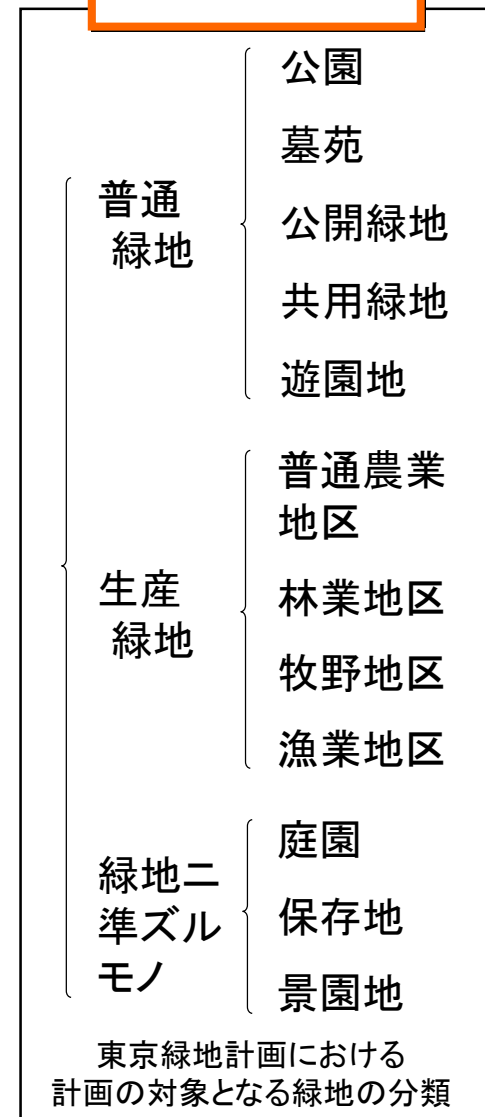 普通
緑地
公園
墓苑
公開緑地
共用緑地
遊園地
生産
緑地
普通農業
地区
林業地区
牧野地区
漁業地区
緑地ニ
準ズル
モノ
庭園
保存地
景園地
東京緑地計画における
計画の対象となる緑地の分類